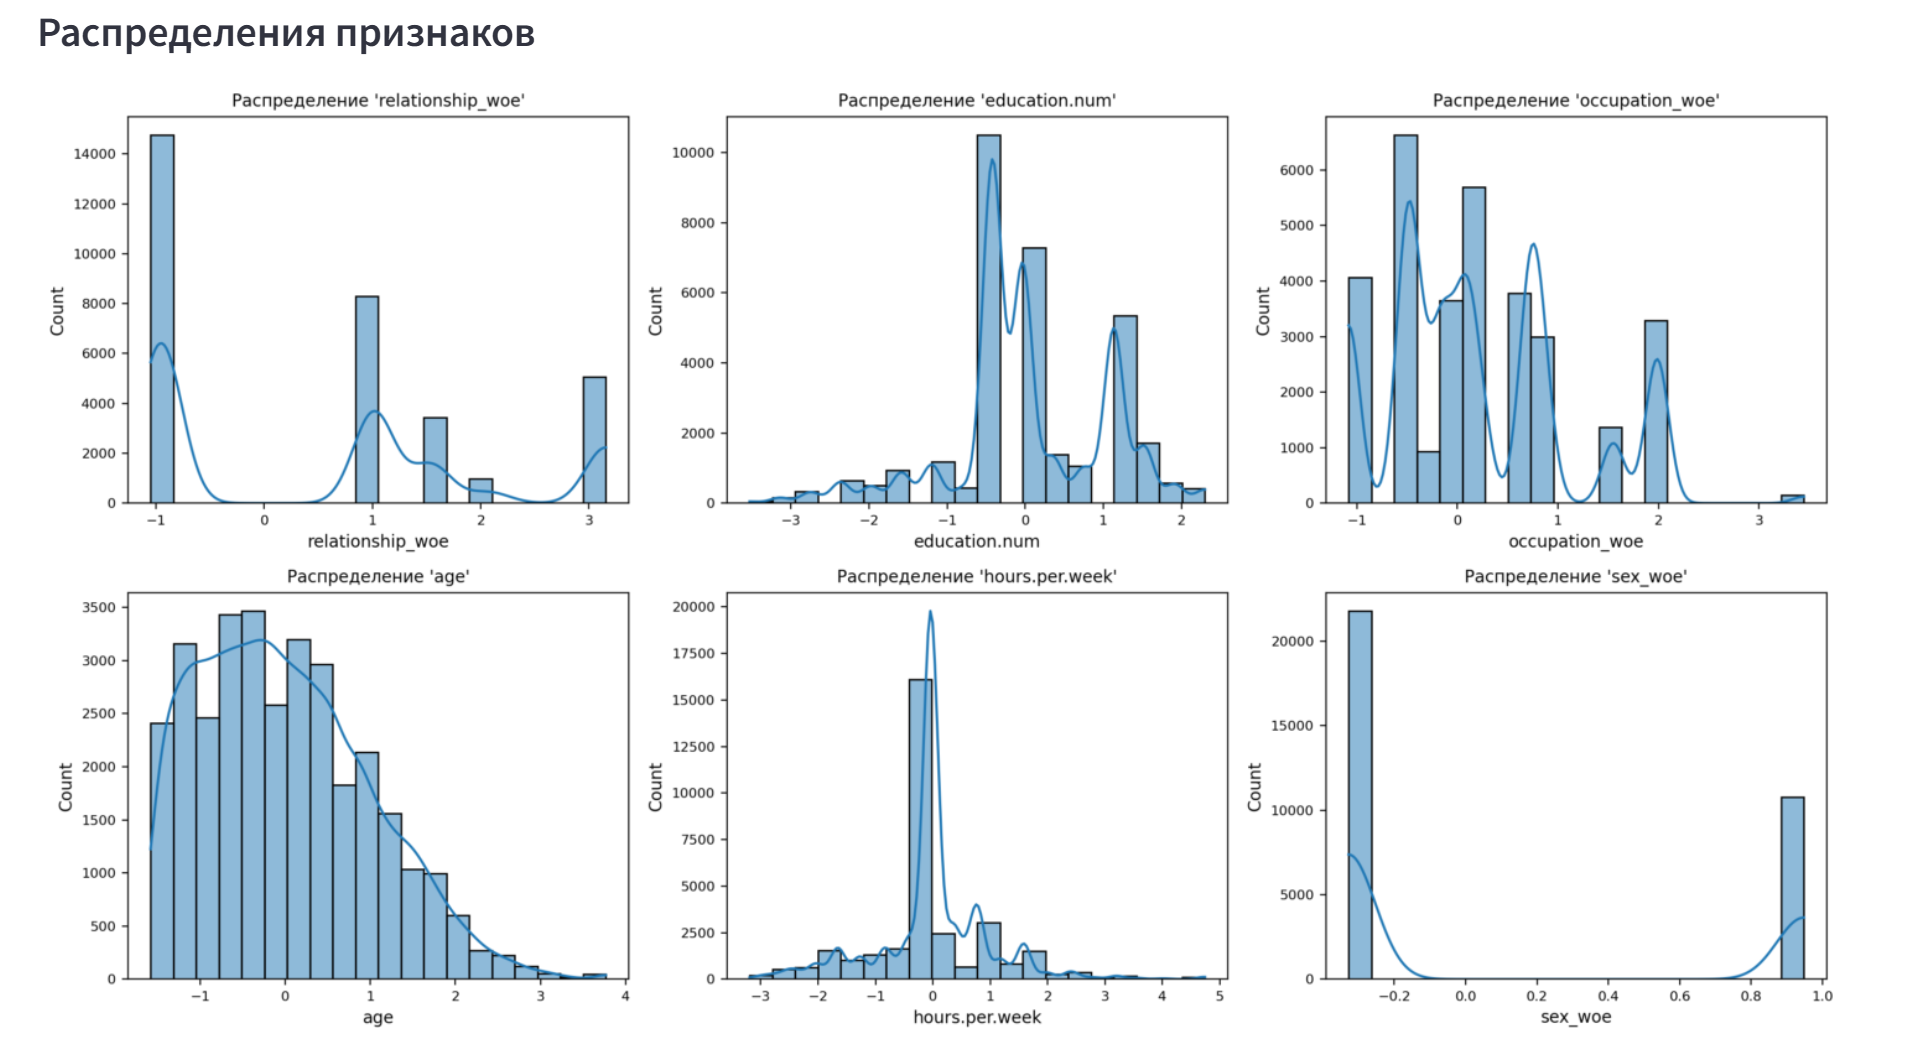 Распределения признаков
Распределение 'relationship_woe'
Count
14000
12000
10000
8000
6000
4000
2000
0
−1 0 1 2 3
relationship_woe
Распределение 'education.num'
Count
10000
8000
6000
4000
2000
0
−3 −2 −1 0 1 2
education.num
Распределение 'occupation_woe'
Count
6000
5000
4000
3000
2000
1000
0
−1 0 1 2 3
occupation_woe
Распределение 'age'
Count
3500
3000
2500
2000
1500
1000
500
0
−1 0 1 2 3 4
age
Распределение 'hours.per.week'
Count
20000
17500
15000
12500
10000
7500
5000
2500
0
−3 −2 −1 0 1 2 3 4 5
hours.per.week
Распределение 'sex_woe'
Count
20000
15000
10000
5000
0
−0.2 0.0 0.2 0.4 0.6 0.8 1.0
sex_woe